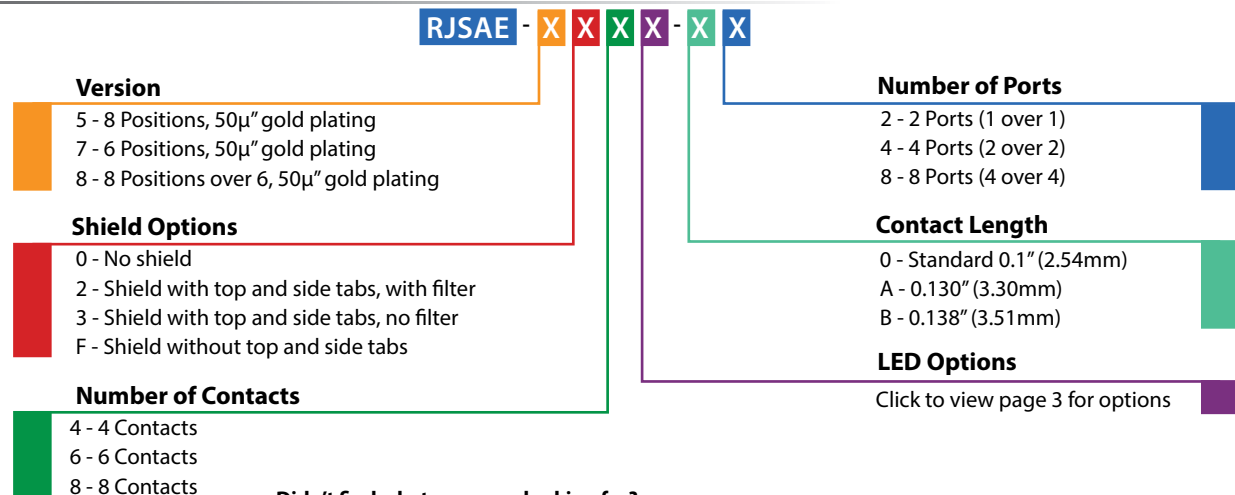 RJSAE - X X X X - X X
Version
5 - 8 Positions, 50µ” gold plating
7 - 6 Positions, 50µ” gold plating
8 - 8 Positions over 6, 50µ” gold plating
Shield Options
0 - No shield
2 - Shield with top and side tabs, with filter
3 - Shield with top and side tabs, no filter
F - Shield without top and side tabs
Number of Contacts
4 - 4 Contacts
6 - 6 Contacts
8 - 8 Contacts
Number of Ports
2 - 2 Ports (1 over 1)
4 - 4 Ports (2 over 2)
8 - 8 Ports (4 over 4)
Contact Length
0 - Standard 0.1” (2.54mm)
A - 0.130” (3.30mm)
B - 0.138” (3.51mm)
LED Options
Click to view page 3 for options